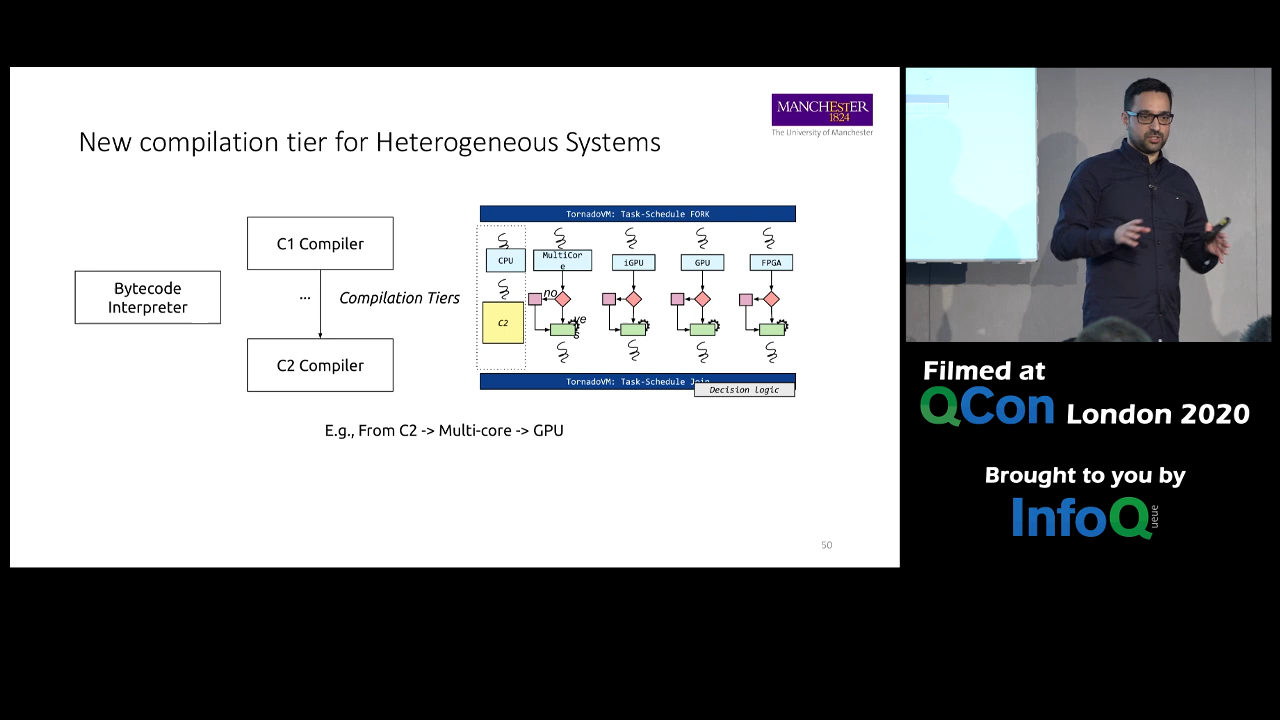 New compilation tier for Heterogeneous Systems
MANCHESTER
1824
The University of Manchester
Bytecode
Interpreter
C1 Compiler
...
Compilation Tiers
C2 Compiler
TornadoVM: Task-Schedule FORK
CPU
MultiCor
e
iGPU
GPU
FPGA
no
C2
ye
s
TornadoVM: Task-Schedule Join
Decision logic
E.g., From C2 -> Multi-core -> GPU
50
Filmed at
QCon London 2020
Brought to you by
InfoQ
ueue